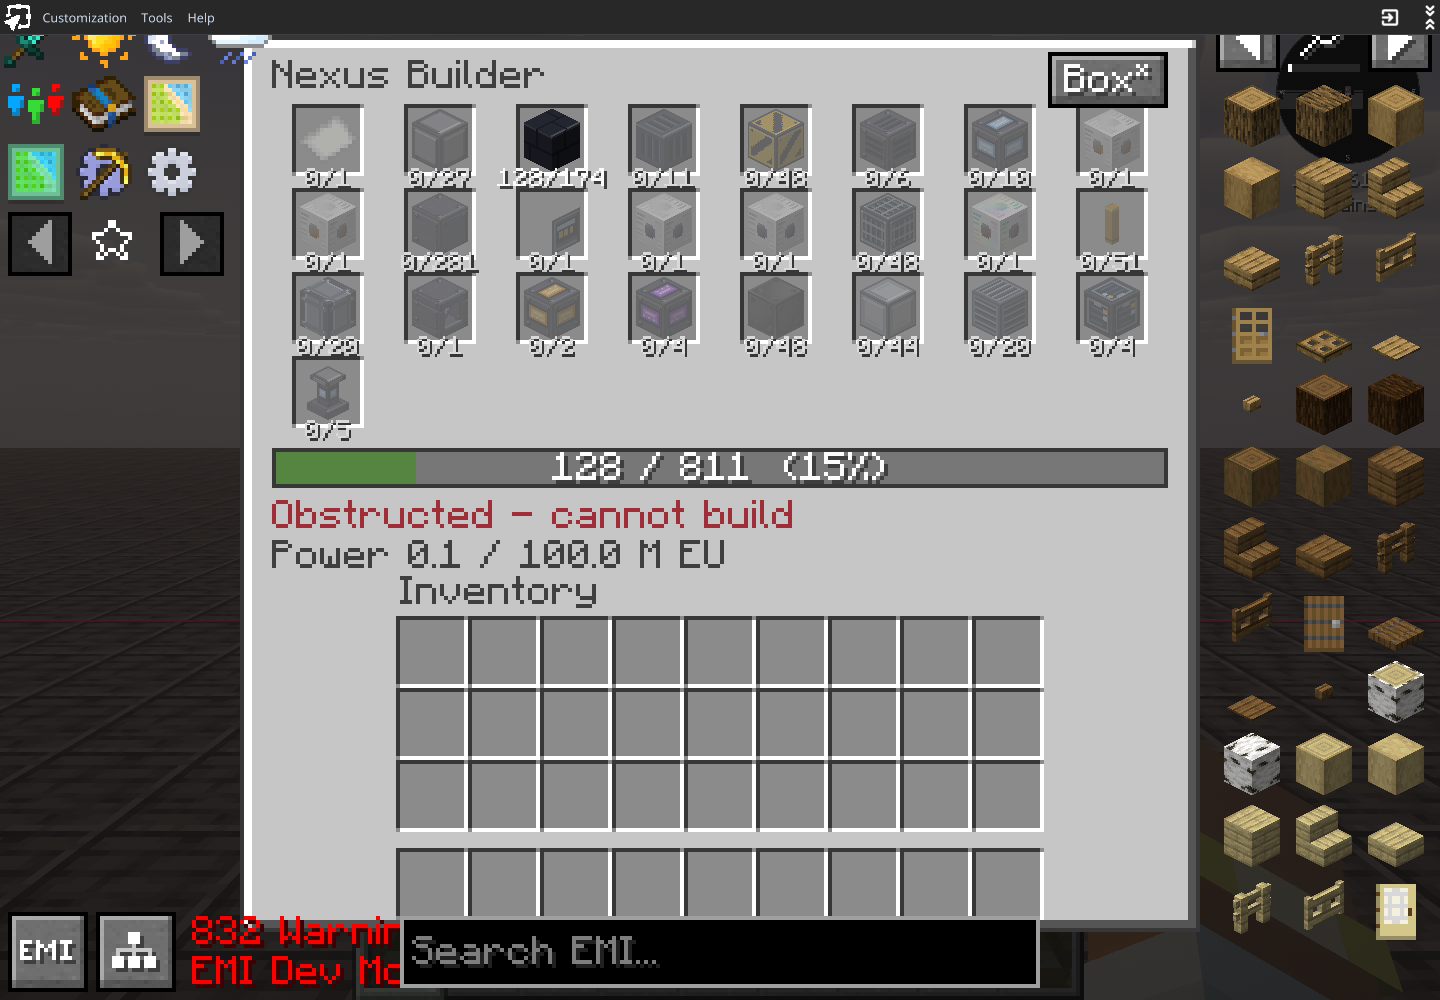 Customization Tools Help
Nexus Builder
Box×
0/1 0/27 128/174 0/11 0/48 0/6 0/19 0/1
0/1 0/281 0/1 0/1 0/1 0/48 0/1 0/51
0/28 0/1 0/2 0/4 0/48 0/44 0/20 0/4
0/5
128 / 811 (15%)
Obstructed - cannot build
Power 0.1 / 100.0 M EU
Inventory
EMI
832 Warnin
EMI Dev Mo
Search EMI...